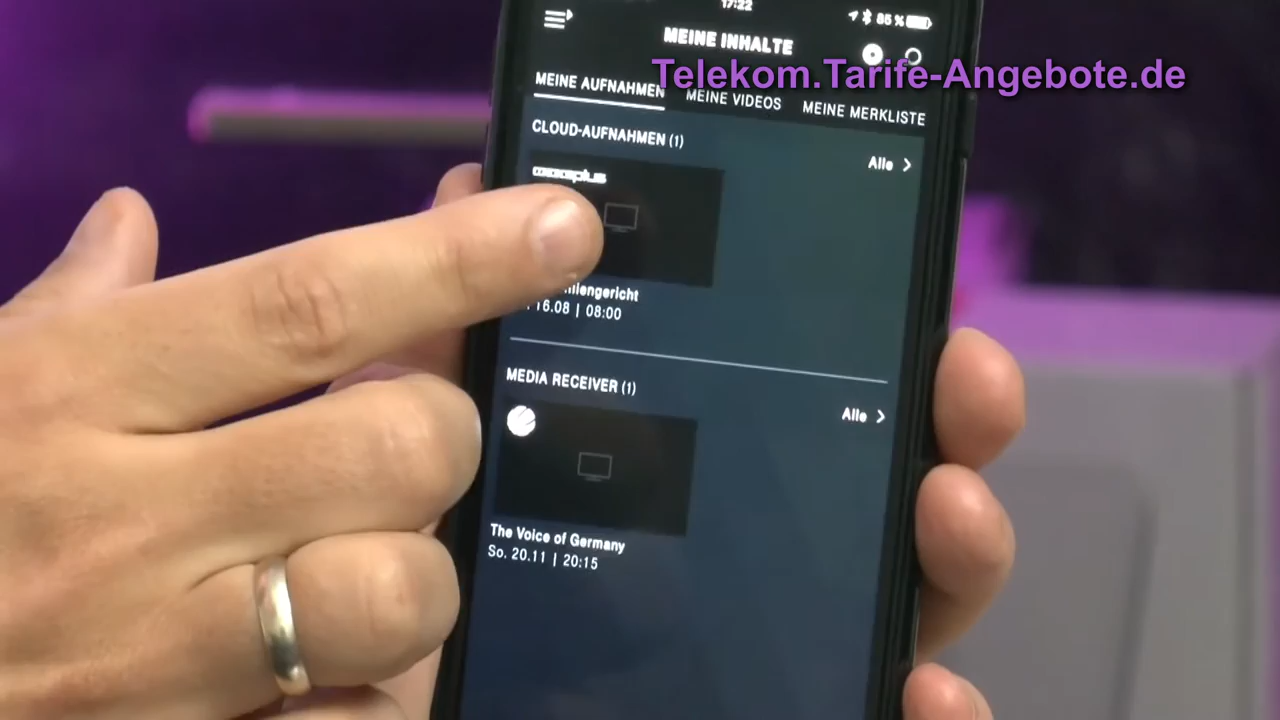 17:22
85 %
MEINE INHALTE
Telekom.Tarife-Angebote.de
MEINE AUFNAHMEN
MEINE VIDEOS
MEINE MERKLISTE
CLOUD-AUFNAHMEN (1)
Alle
16.08 | 08:00
MEDIA RECEIVER (1)
Alle
The Voice of Germany
So. 20.11 | 20:15